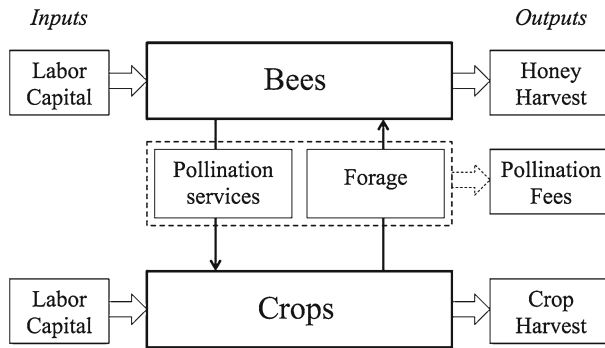 Inputs
Outputs
Labor
Capital
Bees
Honey
Harvest
Pollination
services
Forage
Pollination
Fees
Labor
Capital
Crops
Crop
Harvest